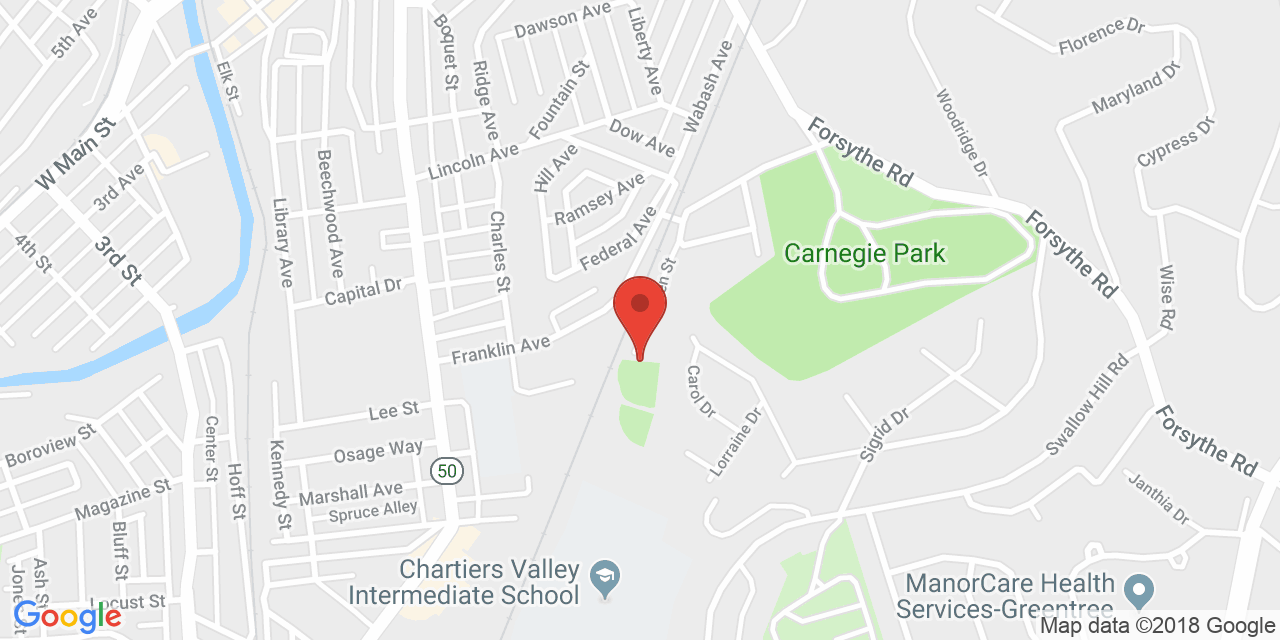 5th Ave
Elk St
Boquet St
Dawson Ave
Liberty Ave
Wabash Ave
Florence Dr
Maryland Dr
Cypress Dr
Woodridge Dr
W Main St
3rd Ave
Ridge Ave
Fountain St
Dow Ave
Lincoln Ave
Hill Ave
Ramsey Ave
Federal Ave
Forsythe Rd
Forsythe Rd
Beechwood Ave
Library Ave
Charles St
4th St
3rd St
Capital Dr
Carnegie Park
Wise Rd
Franklin Ave
Carol Dr
Lorraine Dr
Sigrid Dr
Swallow Hill Rd
Forsythe Rd
Lee St
Boroview St
Center St
Hoff St
Kennedy St
Osage Way
50
Magazine St
Marshall Ave
Spruce Alley
Janthia Dr
Bluff St
Ash St
Locust St
Chartiers Valley
Intermediate School
ManorCare Health
Services-Greentree
Google
Map data ©2018 Google